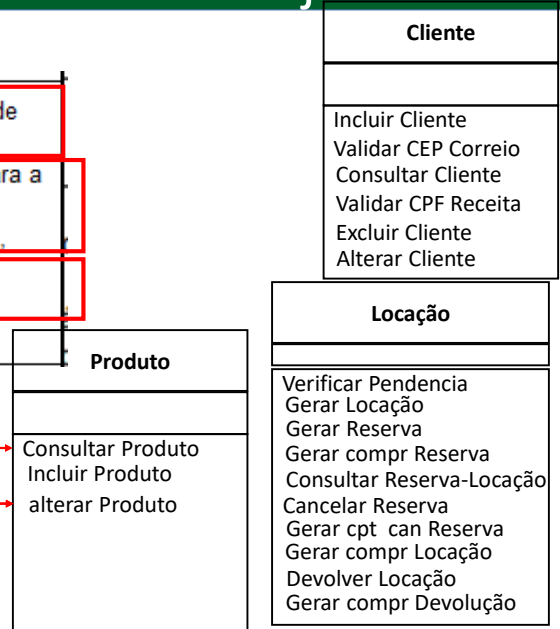 Cliente
Incluir Cliente
Validar CEP Correio
Consultar Cliente
Validar CPF Receita
Excluir Cliente
Alterar Cliente
de
ra a
Locação
Verificar Pendencia
Gerar Locação
Gerar Reserva
Gerar compr Reserva
Consultar Reserva-Locação
Cancelar Reserva
Gerar cpt can Reserva
Gerar compr Locação
Devolver Locação
Gerar compr Devolução
Produto
Consultar Produto
Incluir Produto
alterar Produto